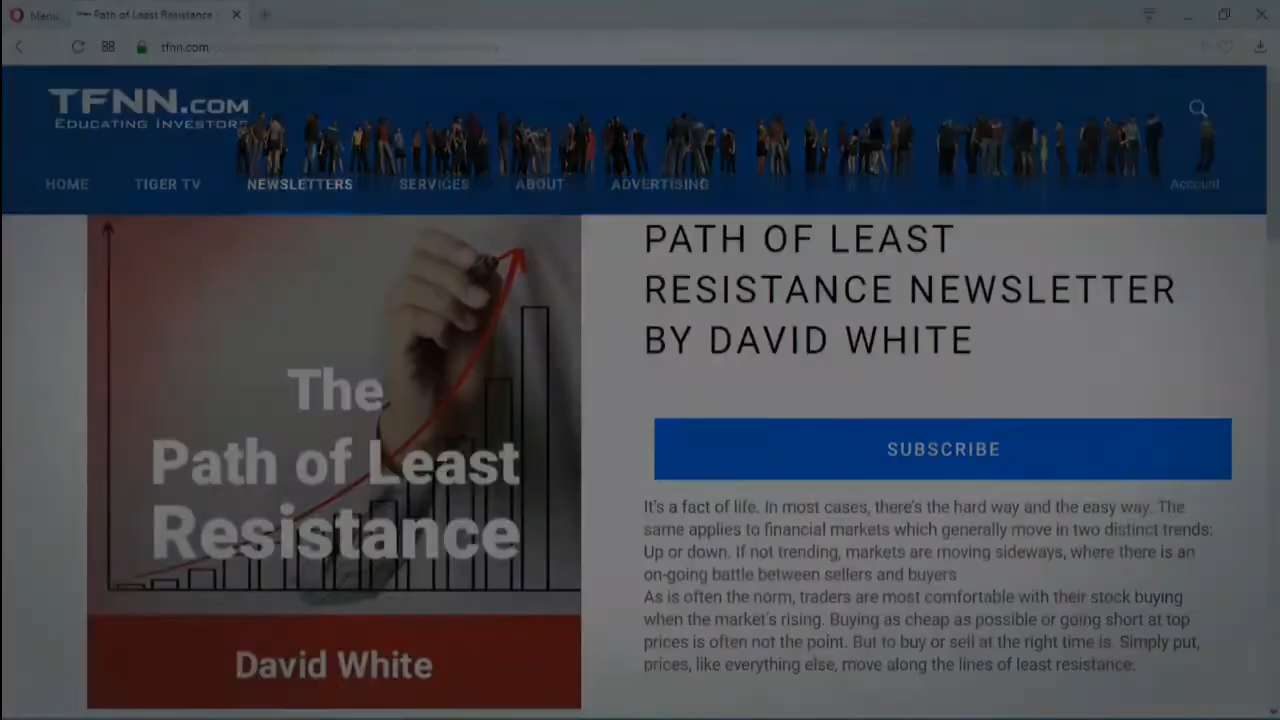 Menu
Path of Least Resistance
tfnn.com
TFNN.COM
EDUCATING INVESTORS
HOME TIGER TV NEWSLETTERS SERVICES ABOUT ADVERTISING Account
The
Path of Least
Resistance
David White
PATH OF LEAST
RESISTANCE NEWSLETTER
BY DAVID WHITE
SUBSCRIBE
It's a fact of life. In most cases, there's the hard way and the easy way. The
same applies to financial markets which generally move in two distinct trends:
Up or down. If not trending, markets are moving sideways, where there is an
on-going battle between sellers and buyers
As is often the norm, traders are most comfortable with their stock buying
when the market's rising. Buying as cheap as possible or going short at top
prices is often not the point. But to buy or sell at the right time is. Simply put,
prices, like everything else, move along the lines of least resistance.